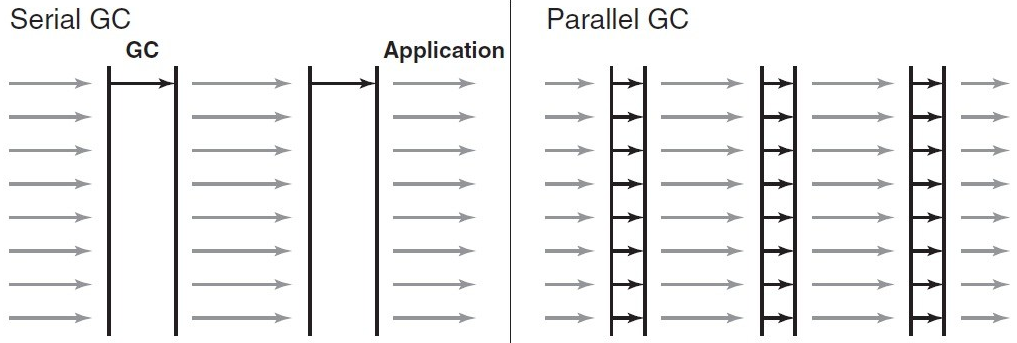 Serial GC
GC
Application
Parallel GC